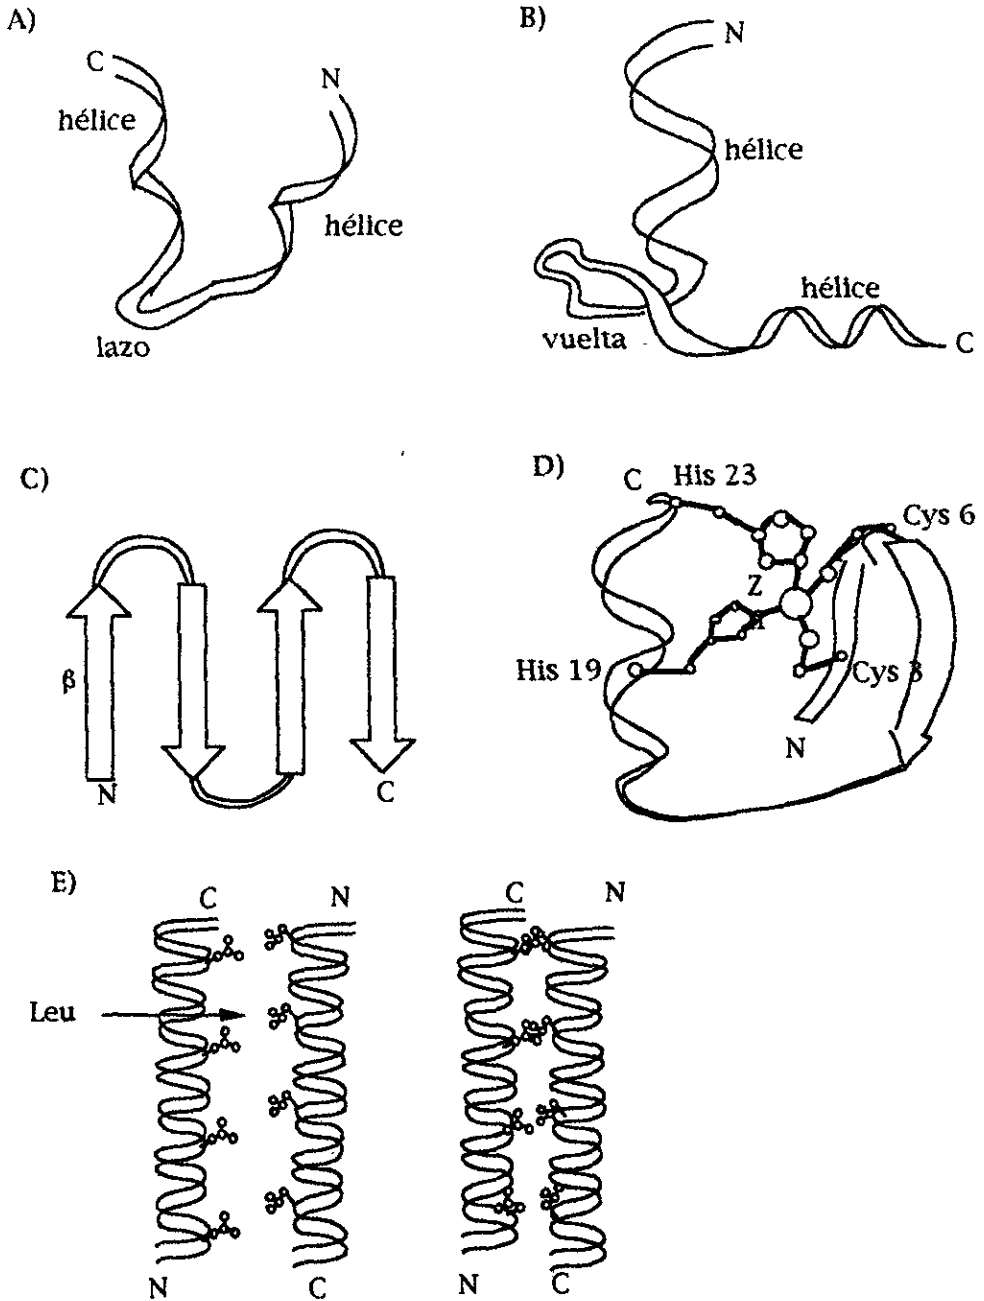 A)
C
N
hélice
hélice
lazo
B)
N
hélice
hélice
vuelta
C
C)
β
N
C
D)
C His 23
Cys 6
Z
His 19
Cys 3
N
E)
C N
C N
Leu
N C
N C